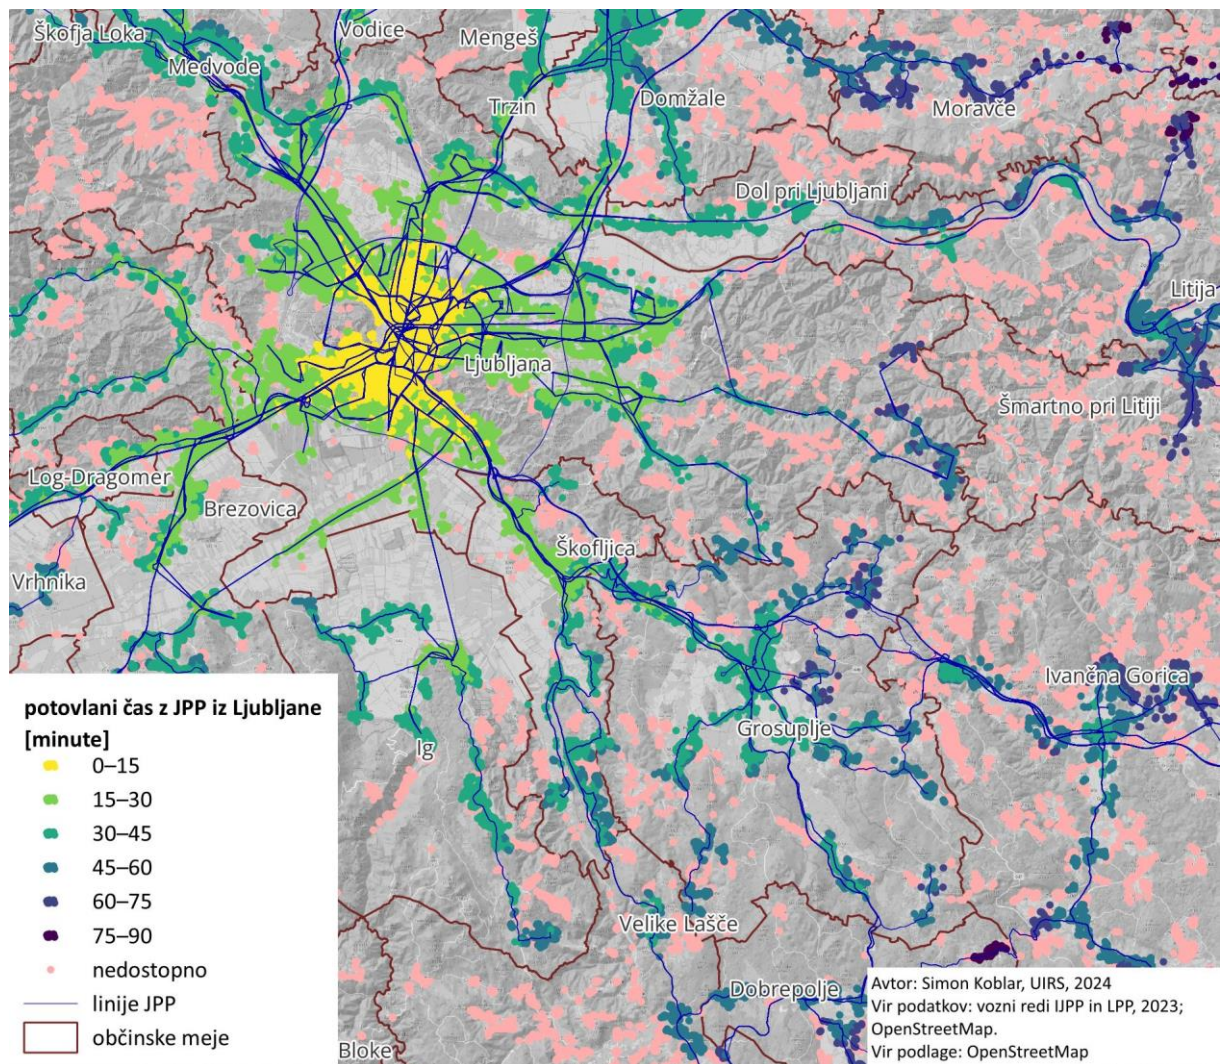 Škofja Loka
Vodice
Mengeš
Medvode
Trzin
Domžale
Moravče
Dol pri Ljubljani
Litija
Ljubljana
Šmartno pri Litiji
Log-Dragomer
Brezovica
Škofljica
Vrhnika
Ivančna Gorica
Ig
Grosuplje
Velike Lašče
Dobrepolje
Bloke
potovlani čas z JPP iz Ljubljane
[minute]
0–15
15–30
30–45
45–60
60–75
75–90
nedostopno
linije JPP
občinske meje
Avtor: Simon Koblar, UIRS, 2024
Vir podatkov: vozni redi IJPP in LPP, 2023;
OpenStreetMap.
Vir podlage: OpenStreetMap